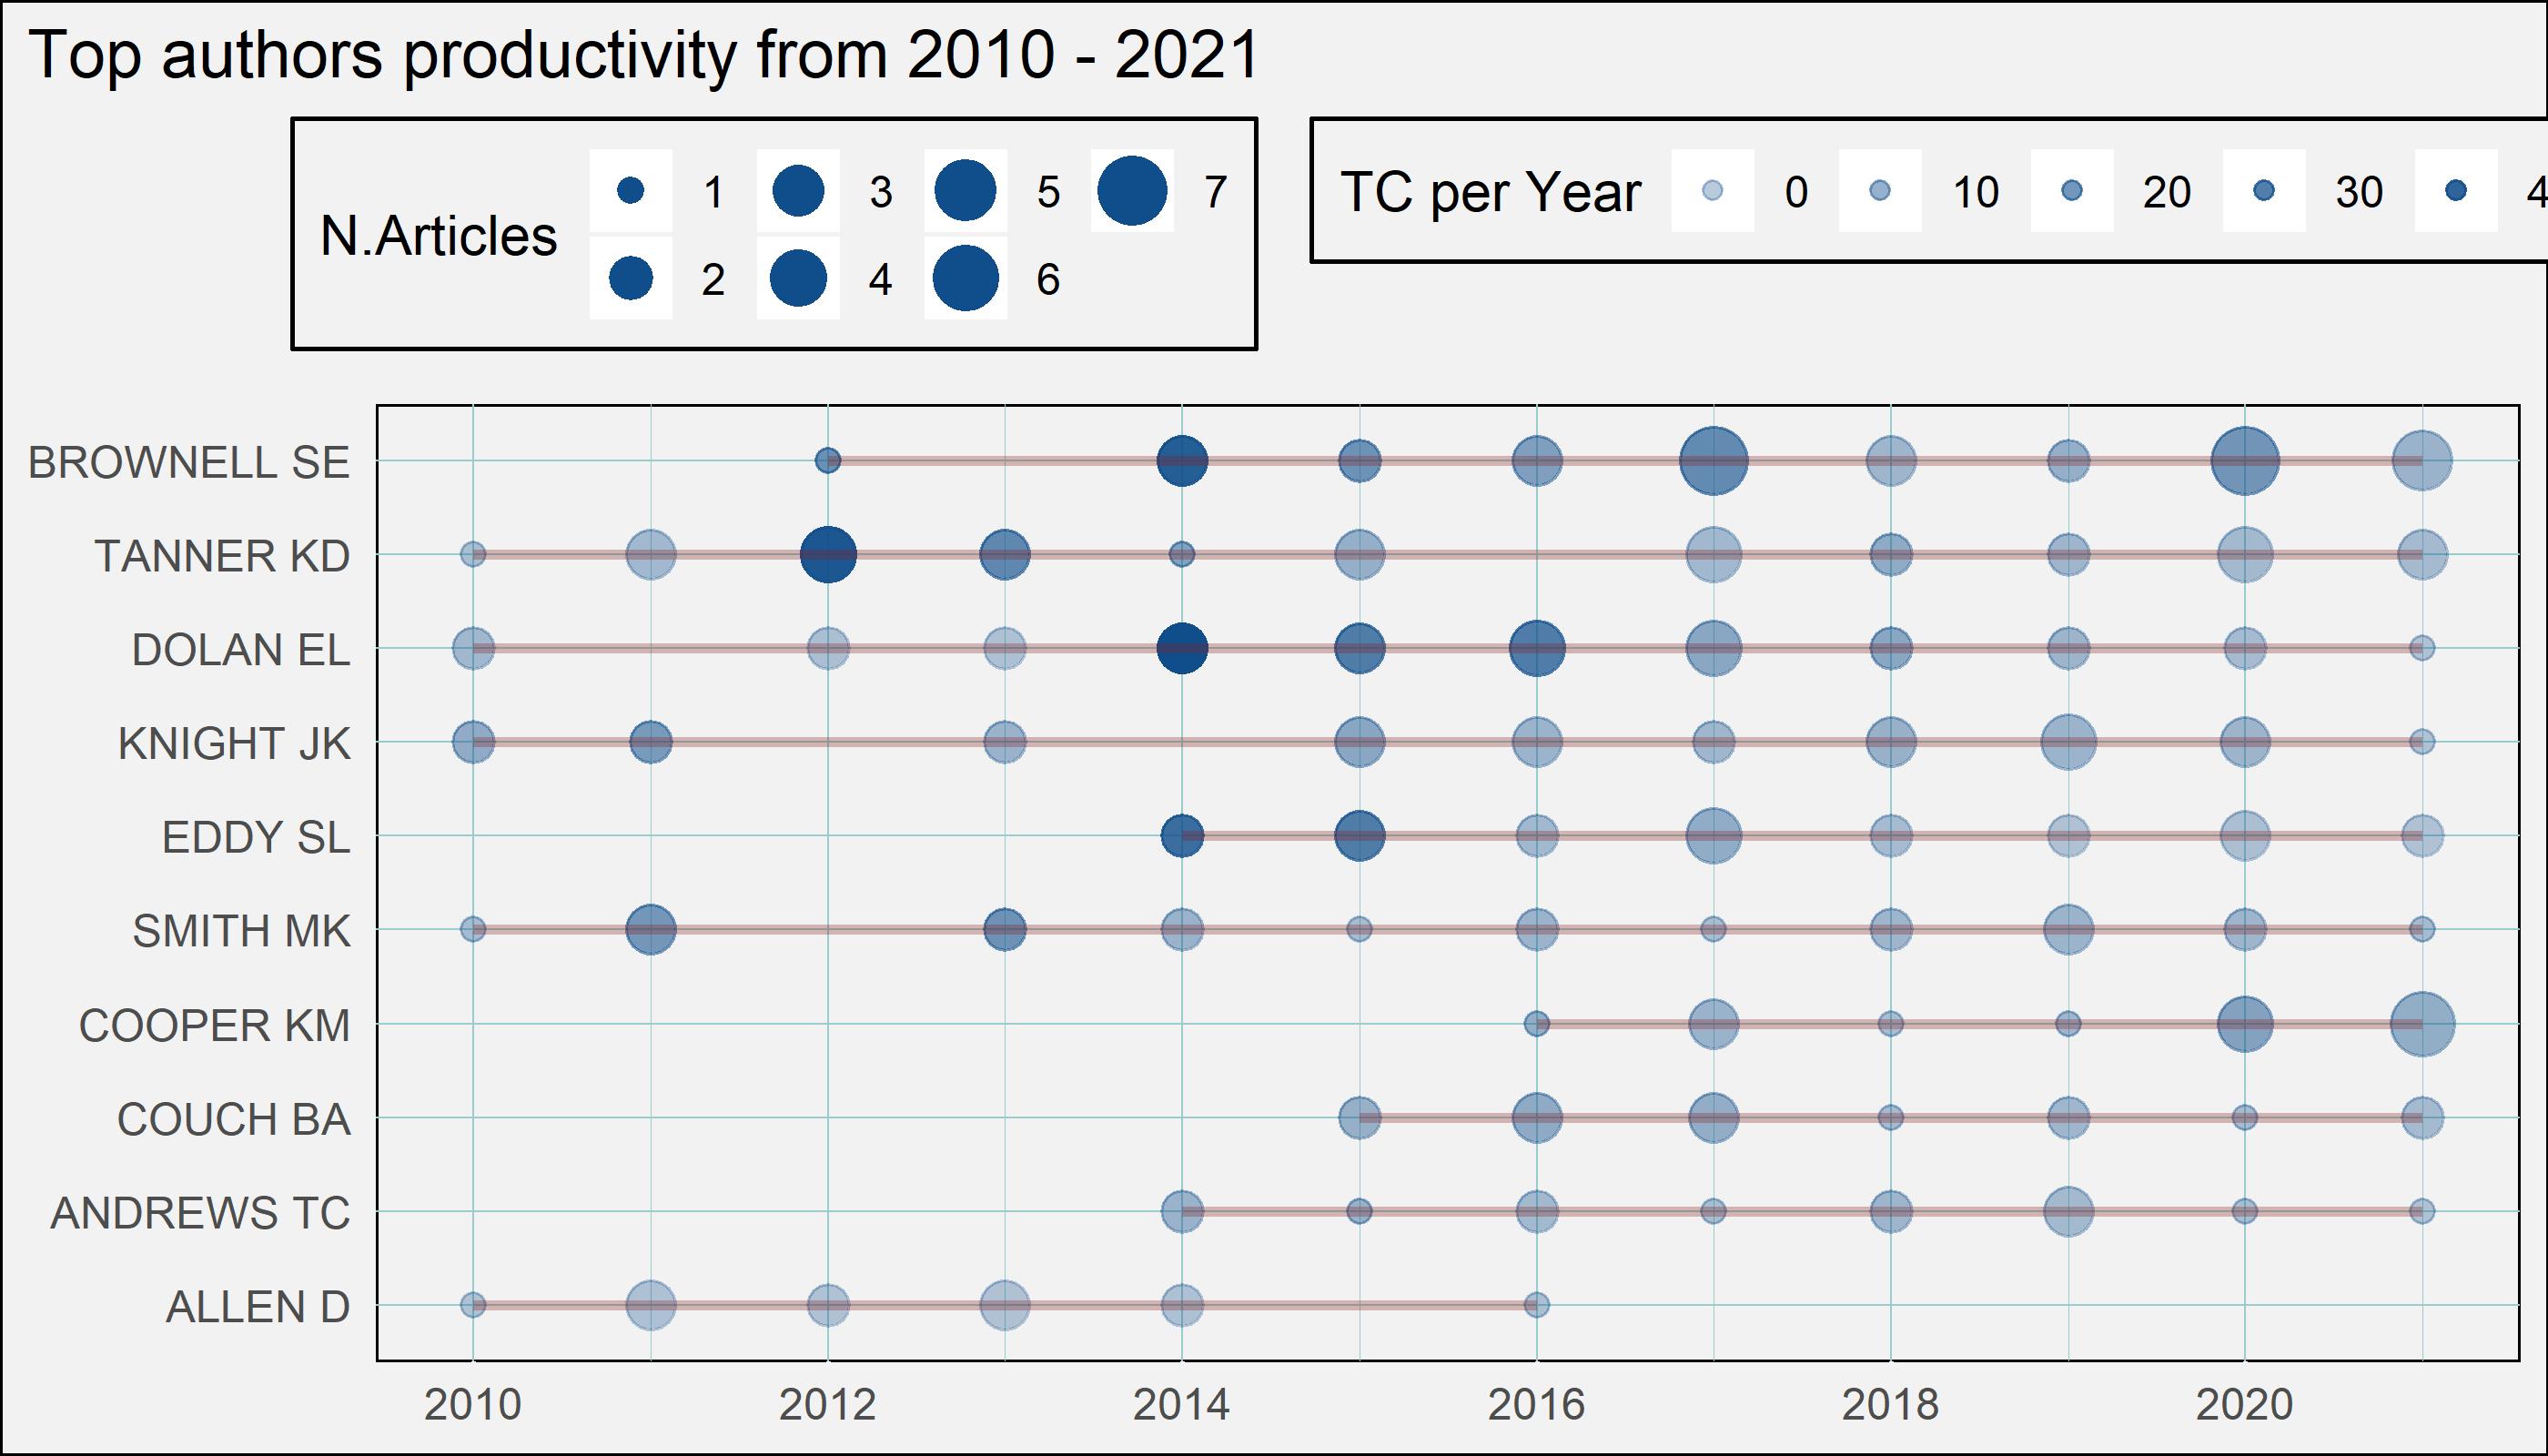 Top authors productivity from 2010 - 2021
N.Articles
1 3 5 7
2 4 6
TC per Year 0 10 20 30 4
BROWNELL SE
TANNER KD
DOLAN EL
KNIGHT JK
EDDY SL
SMITH MK
COOPER KM
COUCH BA
ANDREWS TC
ALLEN D
2010 2012 2014 2016 2018 2020